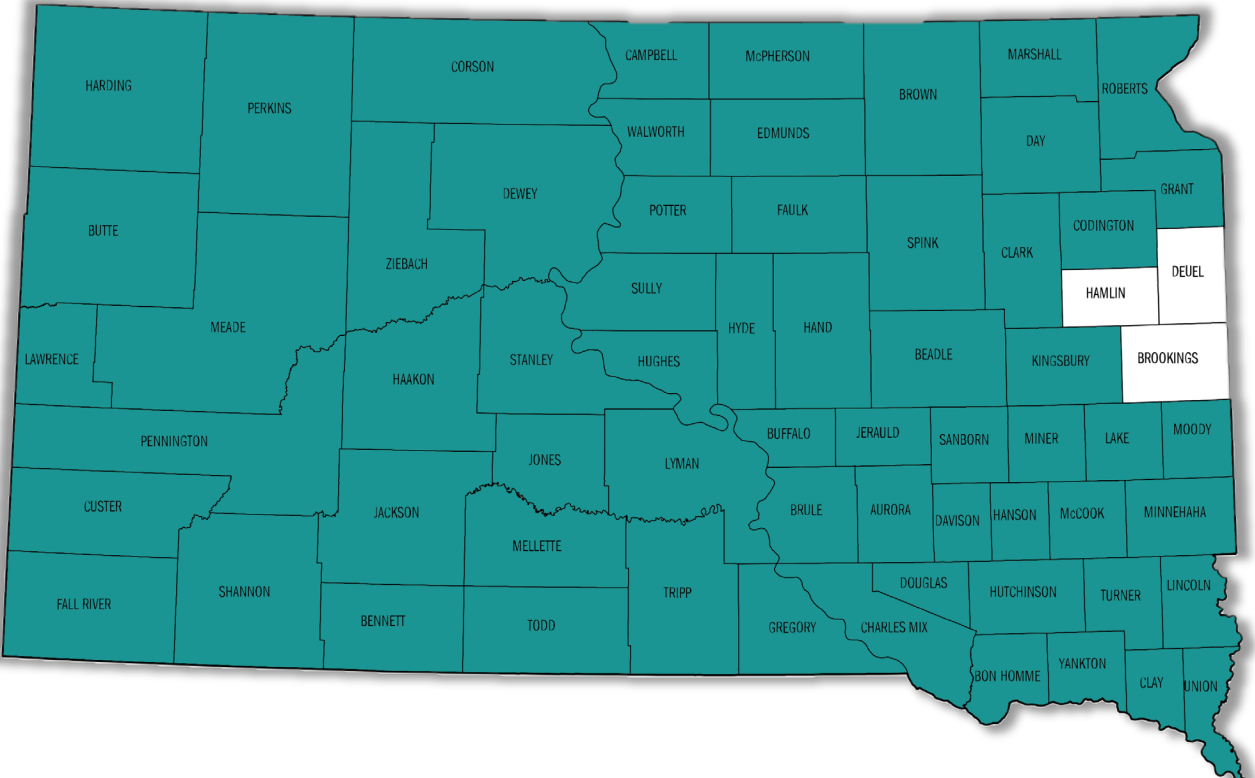 HARDING
PERKINS
CORSON
CAMPBELL
McPHERSON
BROWN
MARSHALL
ROBERTS
WALWORTH
EDMUNDS
DAY
DEWEY
GRANT
BUTTE
POTTER
FAULK
CODINGTON
SPINK
CLARK
ZIEBACH
DEUEL
SULLY
HAMLIN
MEADE
HYDE
HAND
LAWRENCE
STANLEY
HUGHES
BEADLE
KINGSBURY
BROOKINGS
HAAKON
PENNINGTON
BUFFALO
JERAULD
SANBORN
MINER
LAKE
MOODY
JONES
LYMAN
CUSTER
JACKSON
BRULE
AURORA
DAVISON
HANSON
McCOOK
MINNEHAHA
MELLETTE
FALL RIVER
SHANNON
TRIPP
DOUGLAS
HUTCHINSON
TURNER
LINCOLN
BENNETT
TODD
GREGORY
CHARLES MIX
BON HOMME
YANKTON
CLAY
UNION